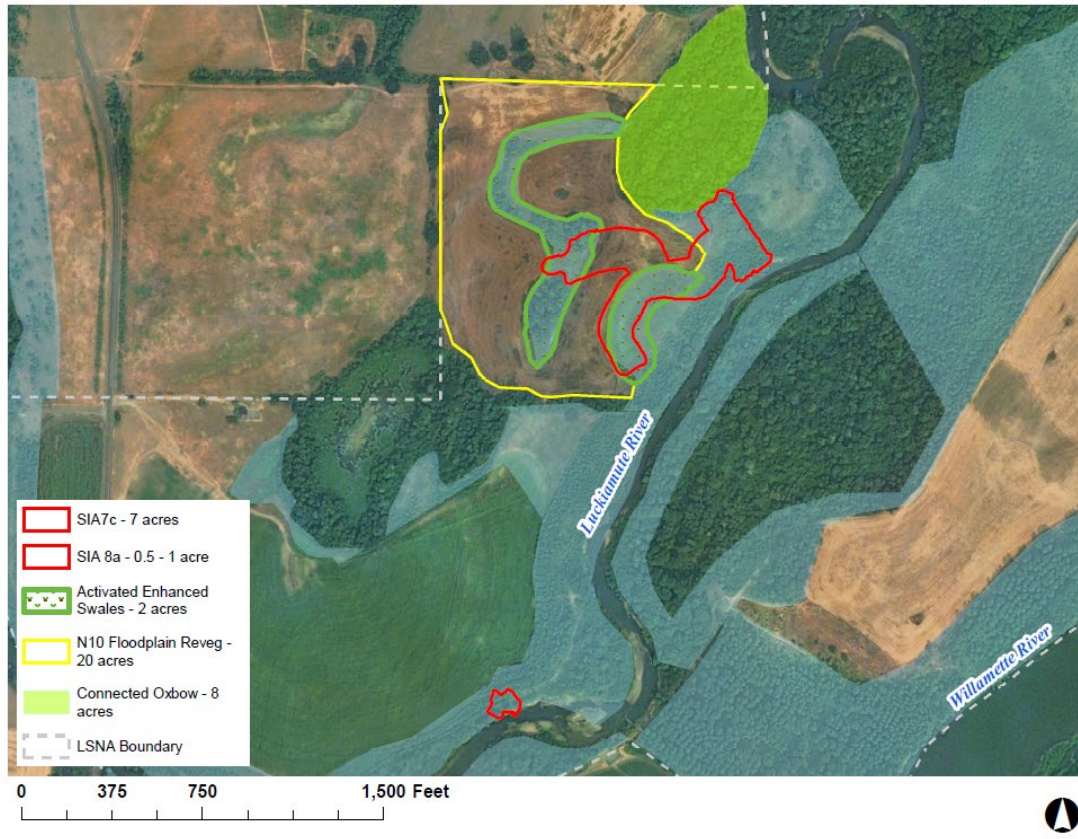 Luckiamute River
Willamette River
SIA7c - 7 acres
SIA 8a - 0.5 - 1 acre
Activated Enhanced
Swales - 2 acres
N10 Floodplain Reveg -
20 acres
Connected Oxbow - 8
acres
LSNA Boundary
0 375 750 1,500 Feet